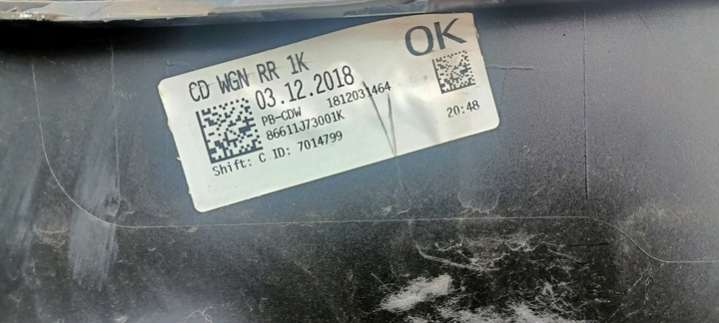 OK
CD WGN RR 1K
03.12.2018
PB-CDW 1812031464
86611J73001K
Shift: C ID: 7014799
20:48